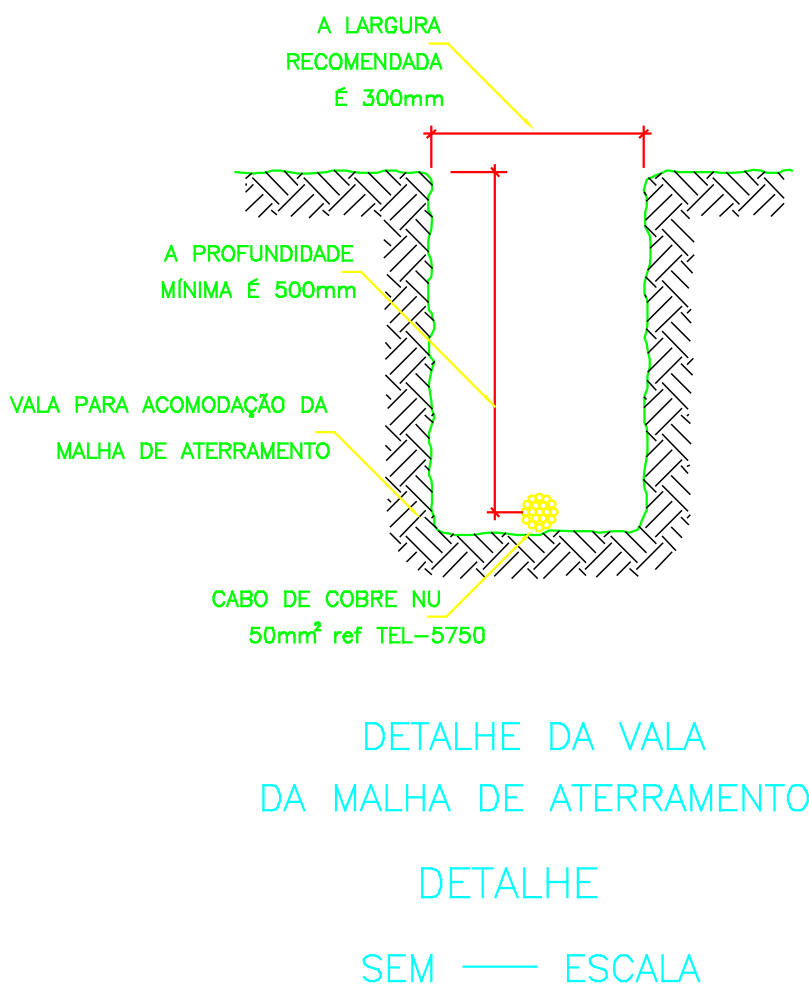 A LARGURA
RECOMENDADA
É 300mm
A PROFUNDIDADE
MÍNIMA É 500mm
VALA PARA ACOMODAÇÃO DA
MALHA DE ATERRAMENTO
CABO DE COBRE NU
50mm² ref TEL-5750
DETALHE DA VALA
DA MALHA DE ATERRAMENTO
DETALHE
SEM — ESCALA